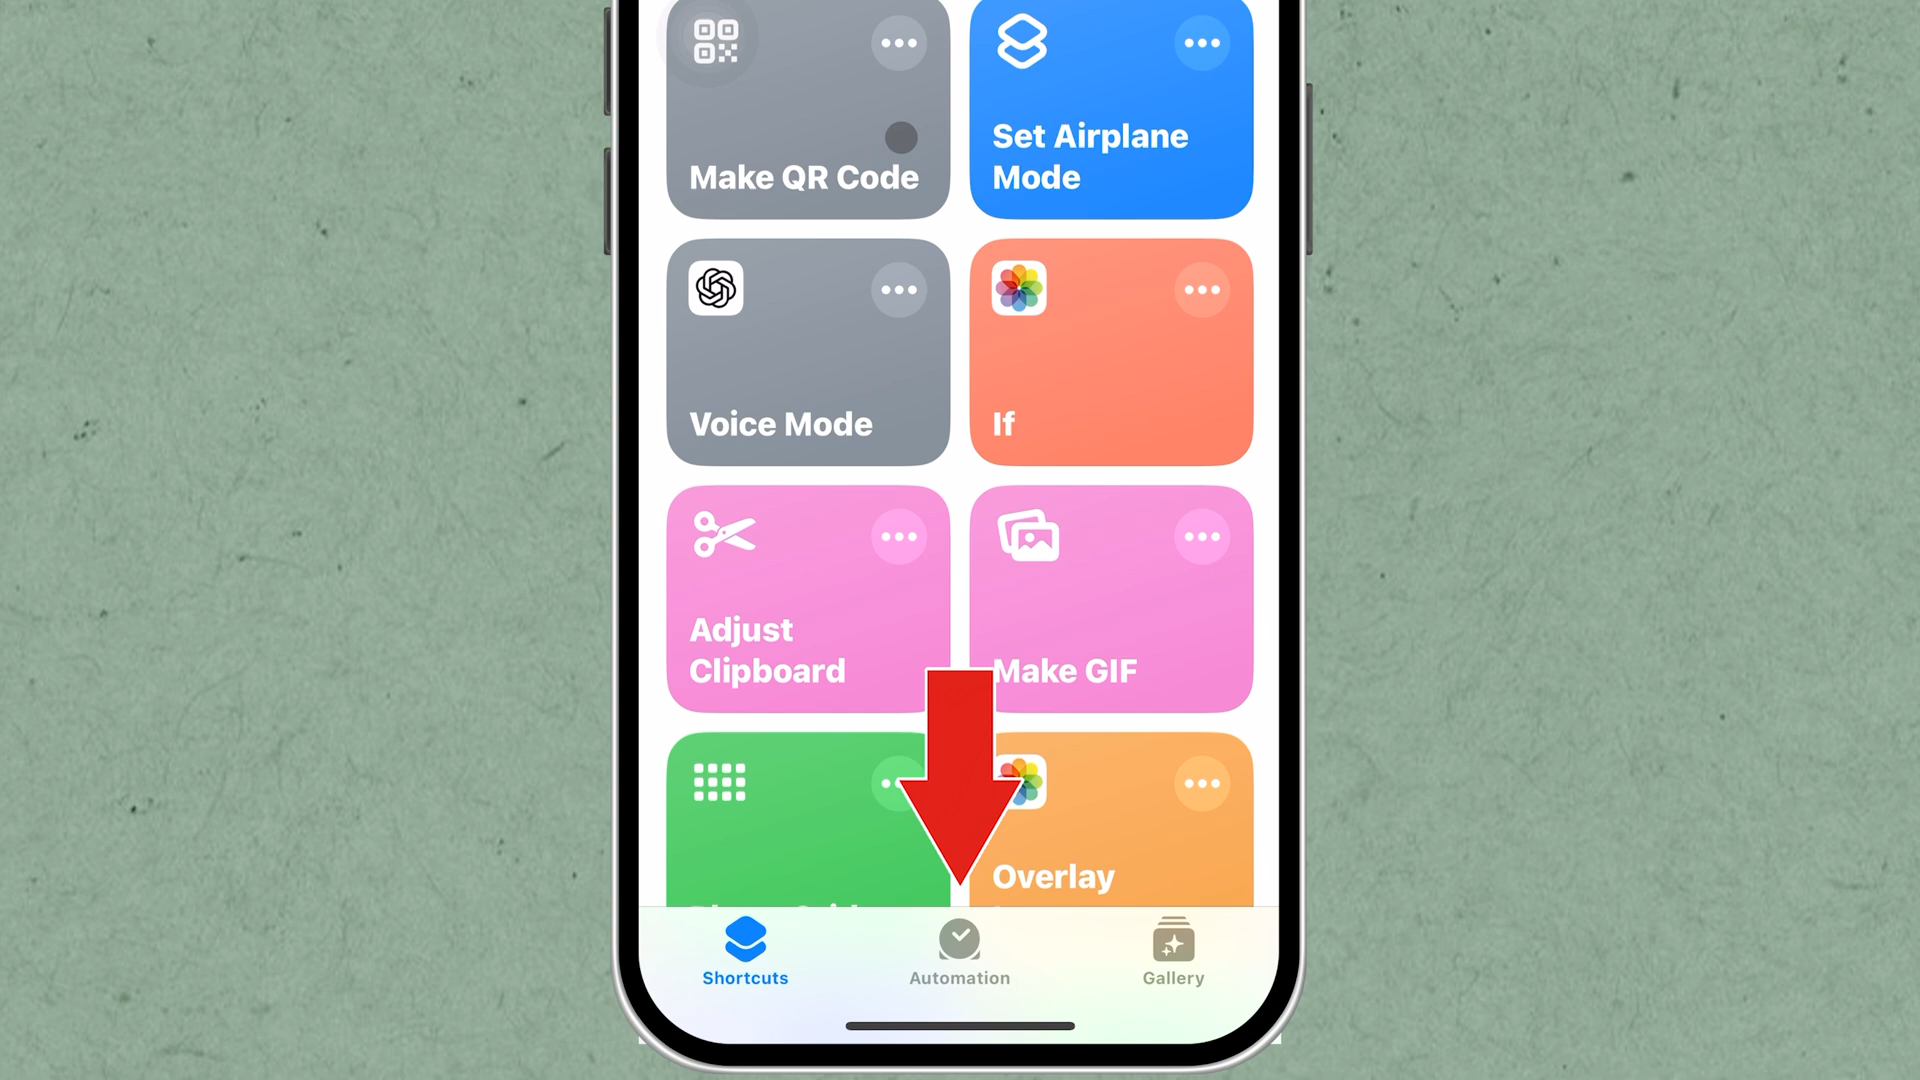 Make QR Code
Set Airplane
Mode
Voice Mode
If
Adjust
Clipboard
Make GIF
Overlay
Shortcuts
Automation
Gallery